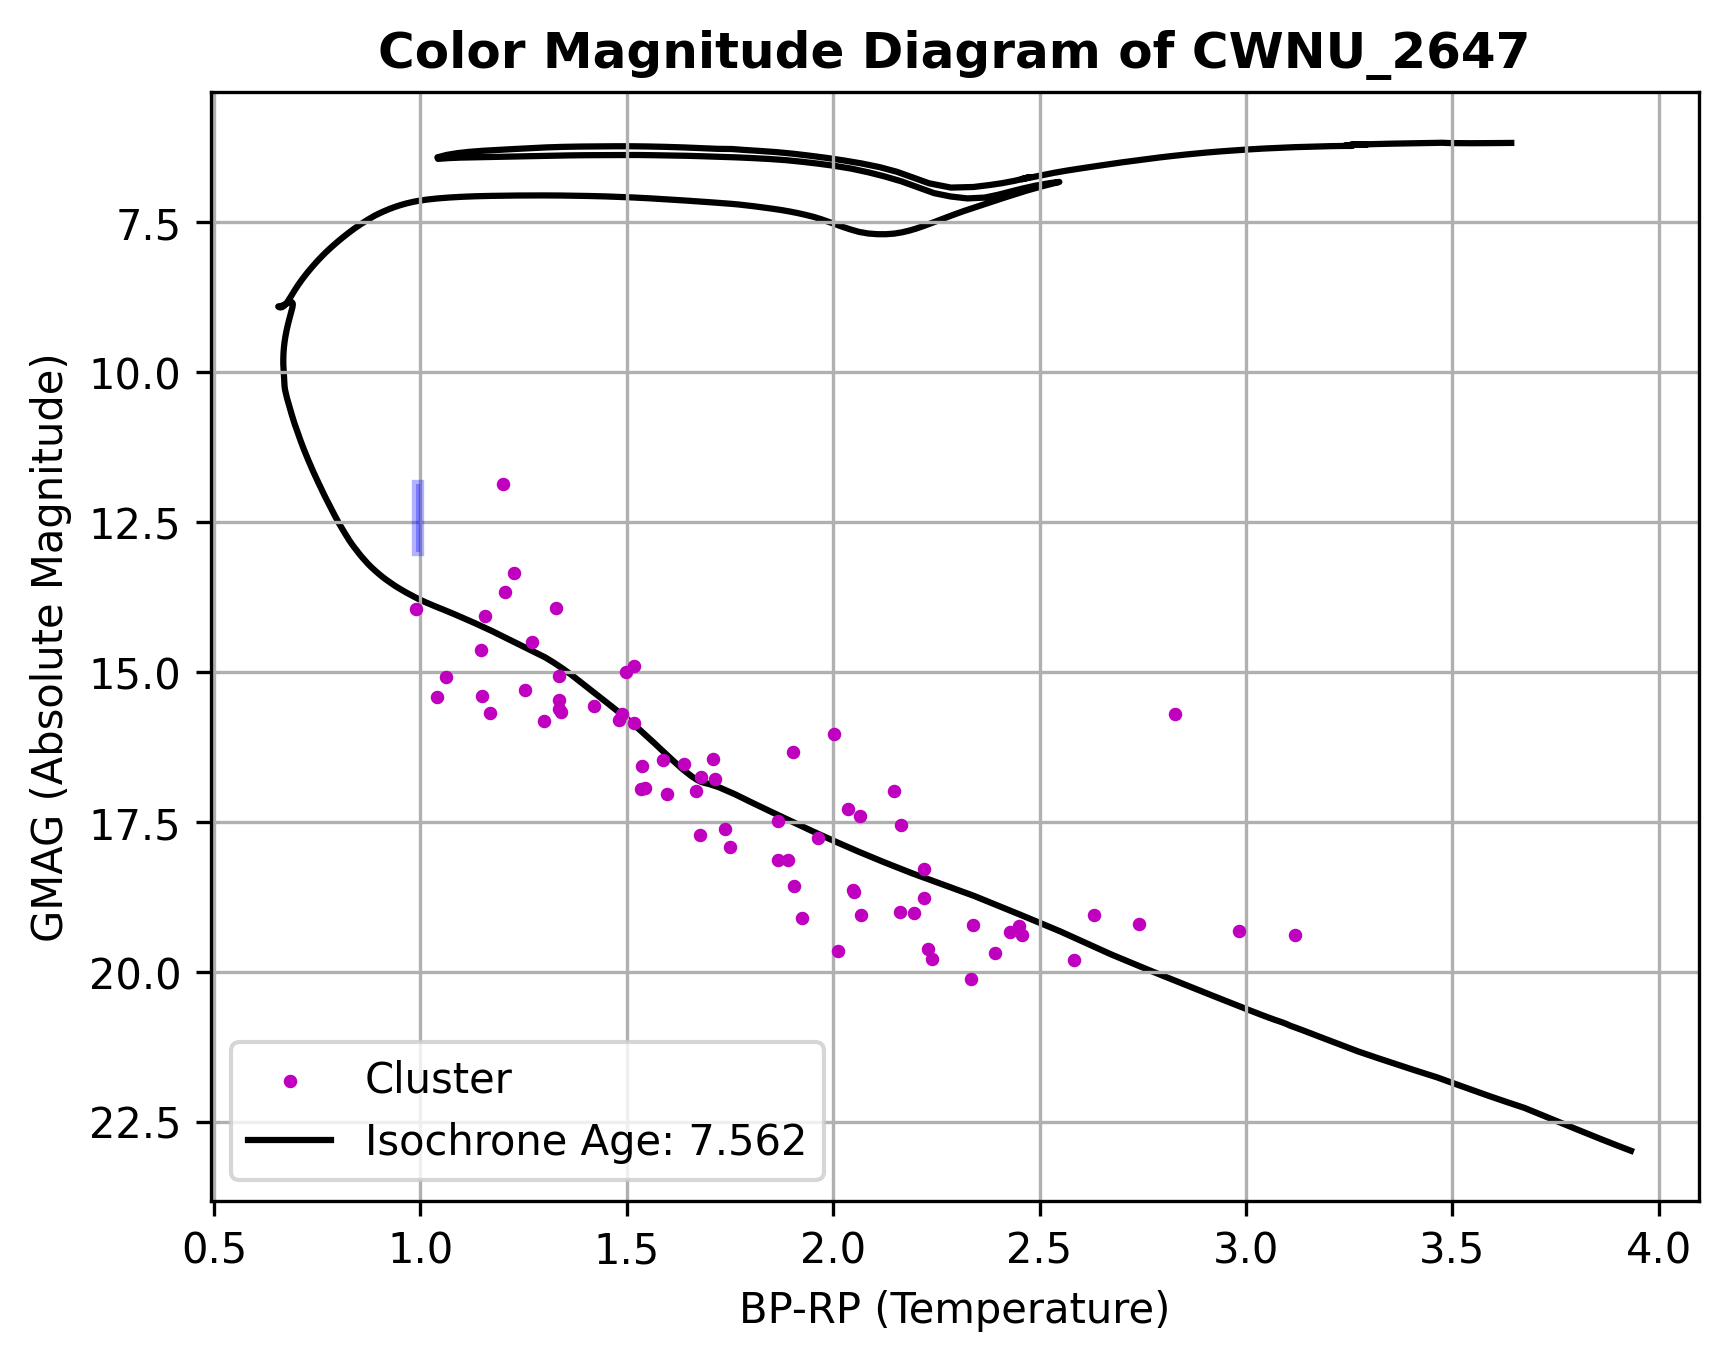 Color Magnitude Diagram of CWNU_2647
GMAG (Absolute Magnitude)
7.5
10.0
12.5
15.0
17.5
20.0
22.5
Cluster
Isochrone Age: 7.562
0.5 1.0 1.5 2.0 2.5 3.0 3.5 4.0
BP-RP (Temperature)